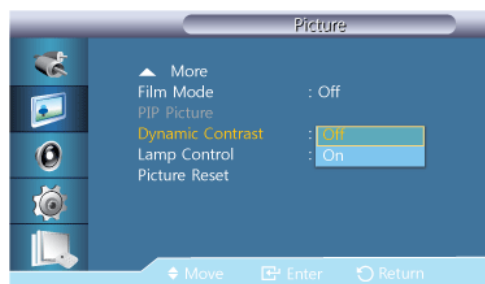 Picture
▲ More
Film Mode : Off
PIP Picture
Dynamic Contrast : Off
Lamp Control : On
Picture Reset
Move Enter Return